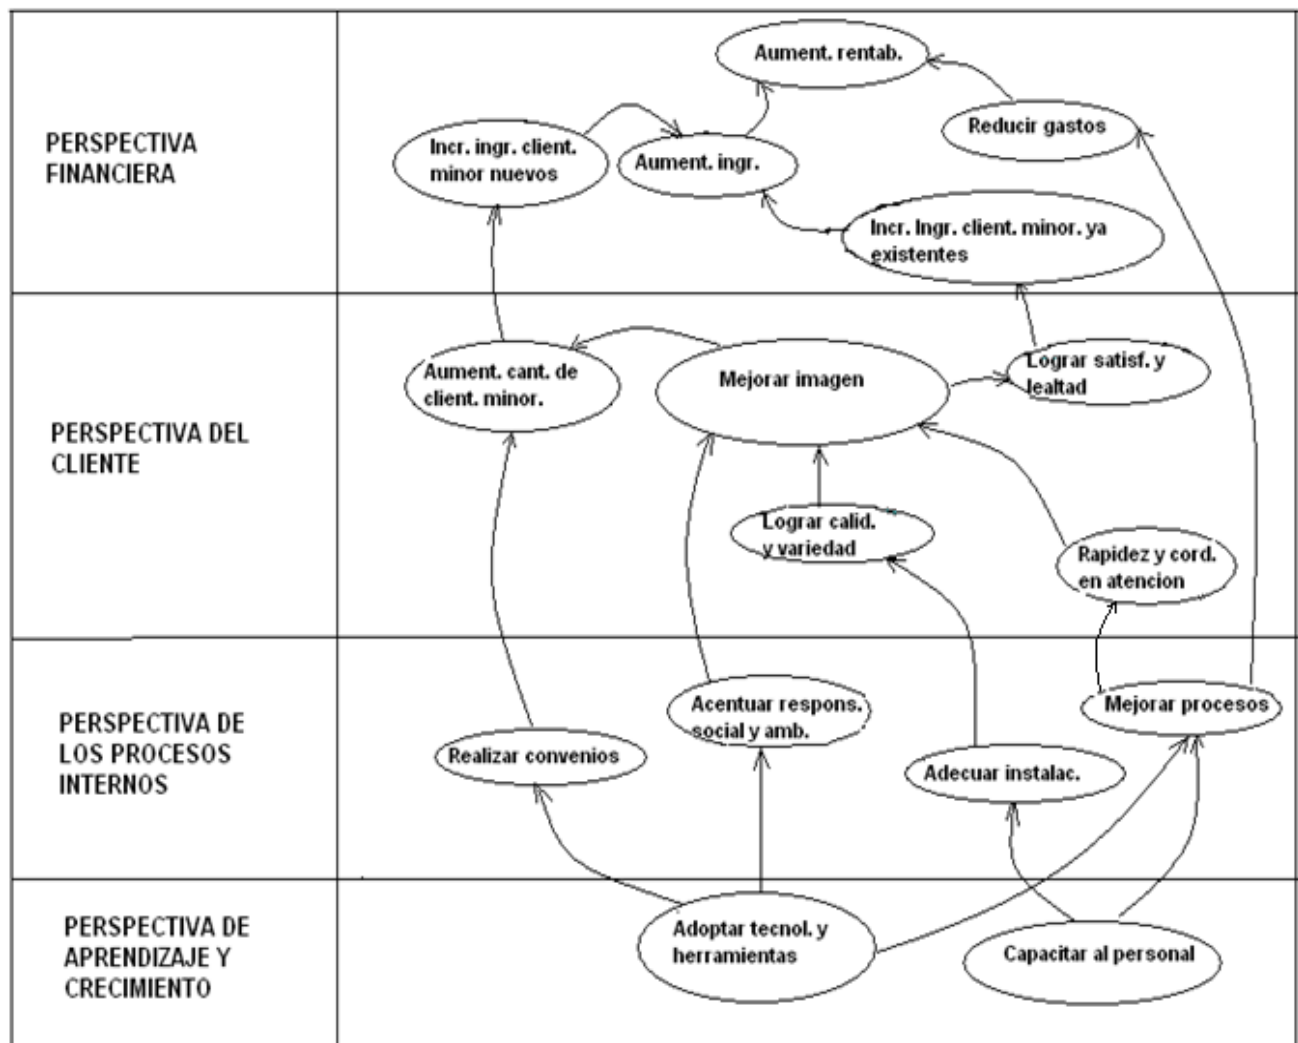 PERSPECTIVA
FINANCIERA
Aument. rentab.
Reducir gastos
Incr. ingr. client.
minor nuevos
Aument. ingr.
Incr. Ingr. client. minor. ya
existentes
PERSPECTIVA DEL
CLIENTE
Aument. cant. de
client. minor.
Mejorar imagen
Lograr satisf. y
lealtad
Lograr calid.
y variedad
Rapidez y cord.
en atencion
PERSPECTIVA DE
LOS PROCESOS
INTERNOS
Realizar convenios
Acentuar respons.
social y amb.
Adecuar instalac.
Mejorar procesos
PERSPECTIVA DE
APRENDIZAJE Y
CRECIMIENTO
Adoptar tecnol. y
herramientas
Capacitar al personal